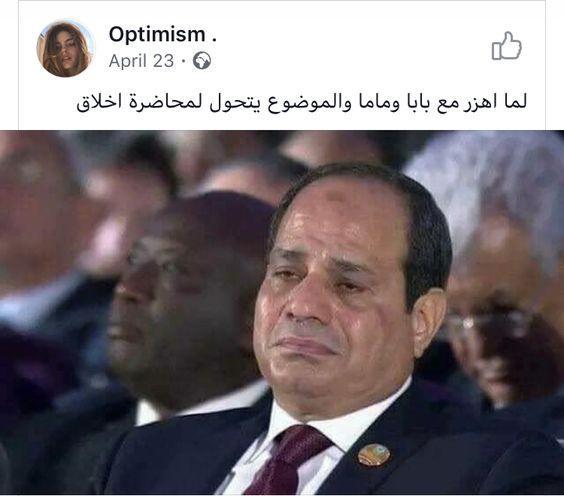 Optimism .
April 23 ·
لما اهزر مع بابا وماما والموضوع يتحول لمحاضرة اخلاق